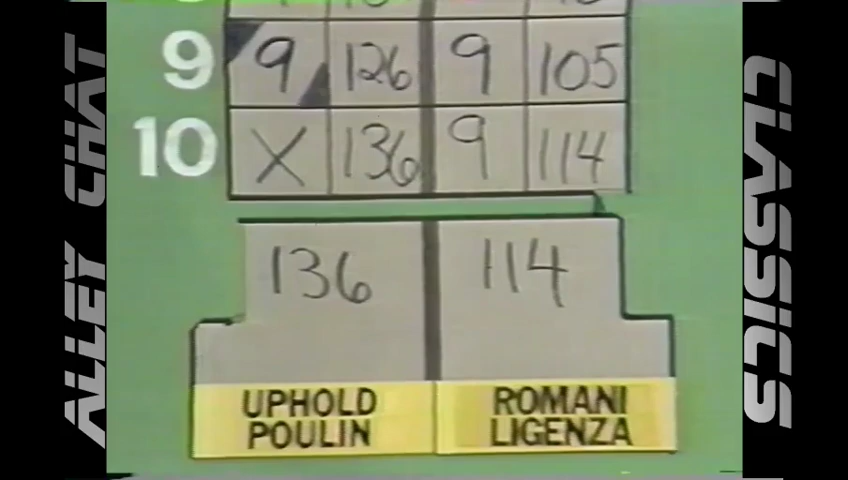 9 9 126 9 105
10 X 136 9 114
136 114
UPHOLD
POULIN
ROMANI
LIGENZA
ALLEY CHAT
CLASSICS